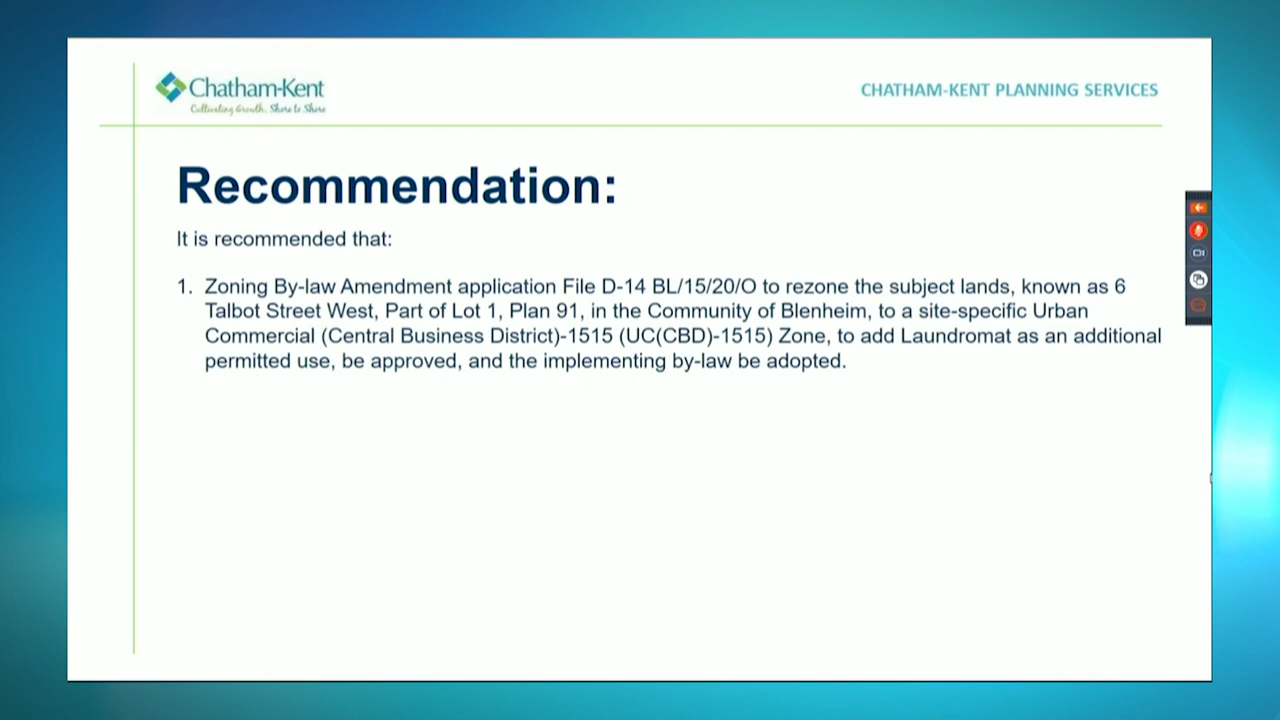 Chatham-Kent
Cultivating Growth, Shore to Shore
CHATHAM-KENT PLANNING SERVICES
Recommendation:
It is recommended that:
1. Zoning By-law Amendment application File D-14 BL/15/20/O to rezone the subject lands, known as 6
Talbot Street West, Part of Lot 1, Plan 91, in the Community of Blenheim, to a site-specific Urban
Commercial (Central Business District)-1515 (UC(CBD)-1515) Zone, to add Laundromat as an additional
permitted use, be approved, and the implementing by-law be adopted.